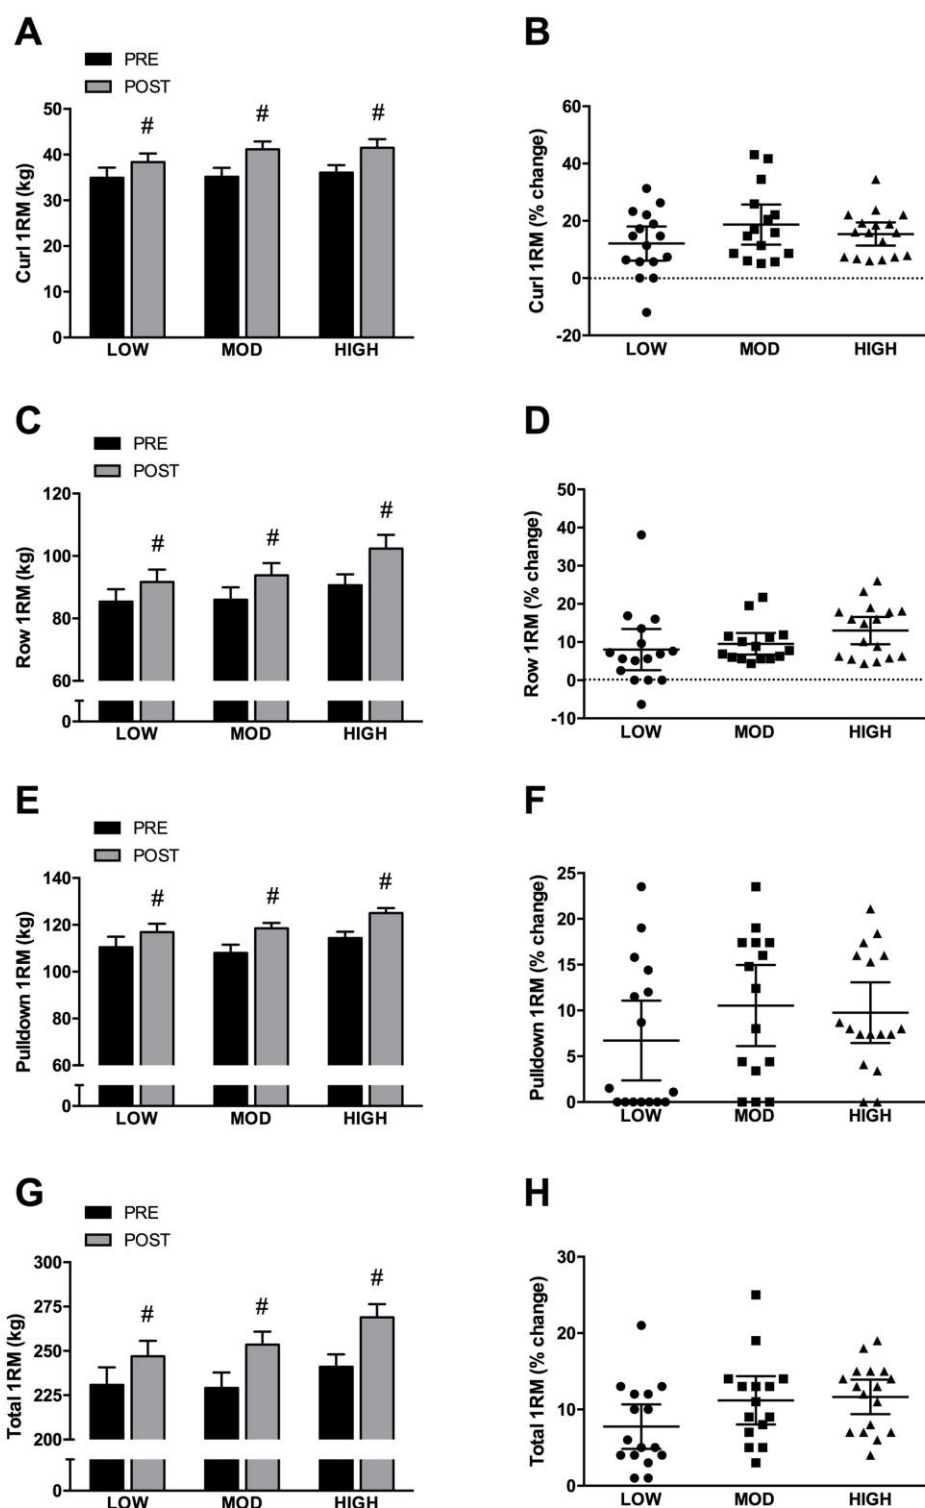 A
PRE
POST
Curl 1RM (kg)
50
40
30
20
10
0
#
#
#
LOW
MOD
HIGH
B
Curl 1RM (% change)
60
40
20
0
-20
LOW
MOD
HIGH
C
PRE
POST
Row 1RM (kg)
120
100
80
60
0
#
#
#
LOW
MOD
HIGH
D
Row 1RM (% change)
50
40
30
20
10
0
-10
LOW
MOD
HIGH
E
PRE
POST
Pulldown 1RM (kg)
140
120
100
80
60
0
#
#
#
LOW
MOD
HIGH
F
Pulldown 1RM (% change)
25
20
15
10
5
0
LOW
MOD
HIGH
G
PRE
POST
Total 1RM (kg)
300
275
250
225
200
0
#
#
#
LOW
MOD
HIGH
H
Total 1RM (% change)
30
20
10
0
LOW
MOD
HIGH